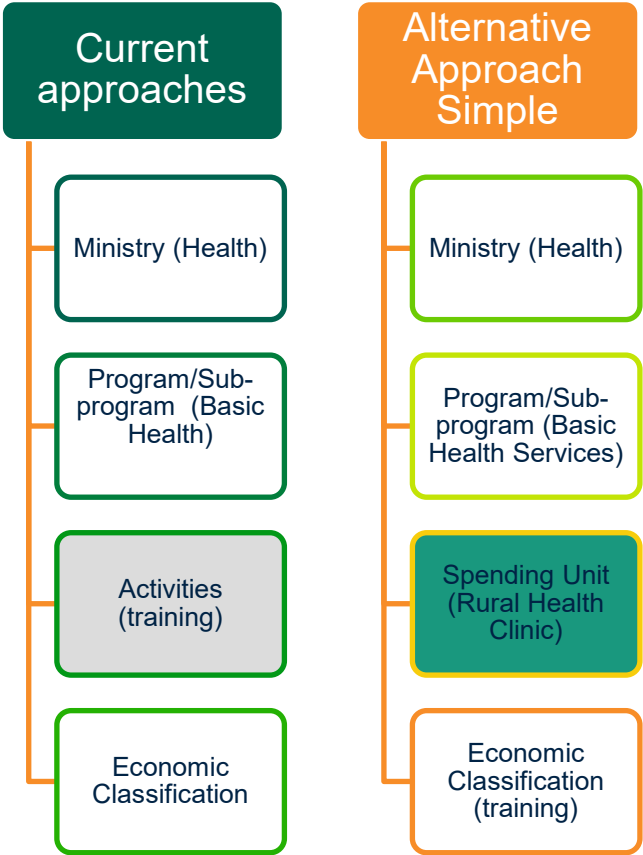 Current
approaches
Ministry (Health)
Program/Sub-
program (Basic
Health)
Activities
(training)
Economic
Classification
Alternative
Approach
Simple
Ministry (Health)
Program/Sub-
program (Basic
Health Services)
Spending Unit
(Rural Health
Clinic)
Economic
Classification
(training)